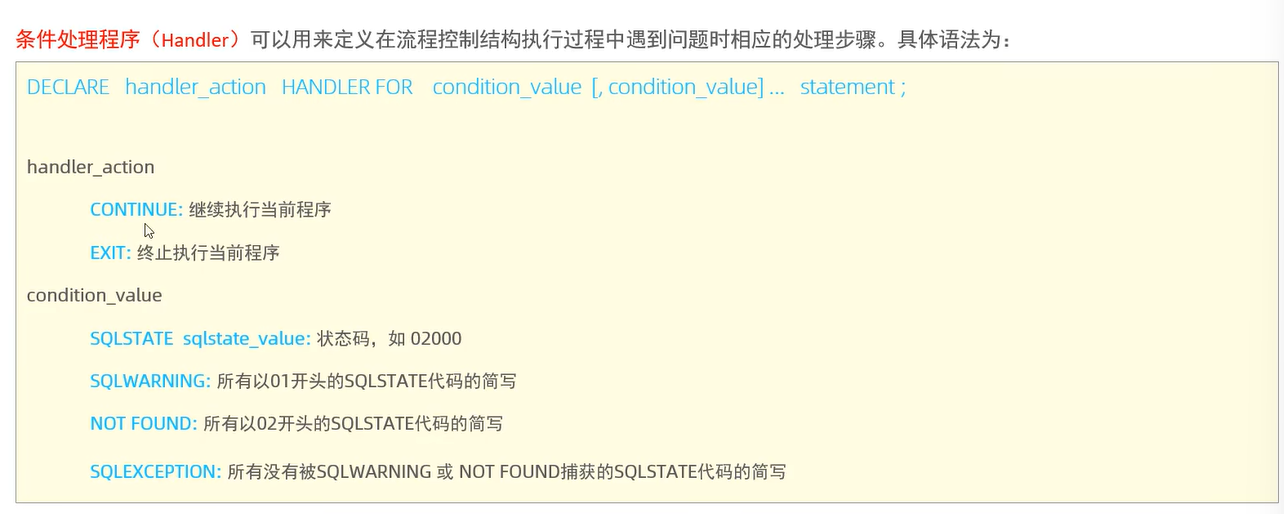 条件处理程序（Handler）可以用来定义在流程控制结构执行过程中遇到问题时相应的处理步骤。具体语法为：
DECLARE handler_action HANDLER FOR condition_value [, condition_value] ... statement ;
handler_action
CONTINUE: 继续执行当前程序
EXIT: 终止执行当前程序
condition_value
SQLSTATE sqlstate_value: 状态码，如 02000
SQLWARNING: 所有以01开头的SQLSTATE代码的简写
NOT FOUND: 所有以02开头的SQLSTATE代码的简写
SQLEXCEPTION: 所有没有被SQLWARNING 或 NOT FOUND捕获的SQLSTATE代码的简写